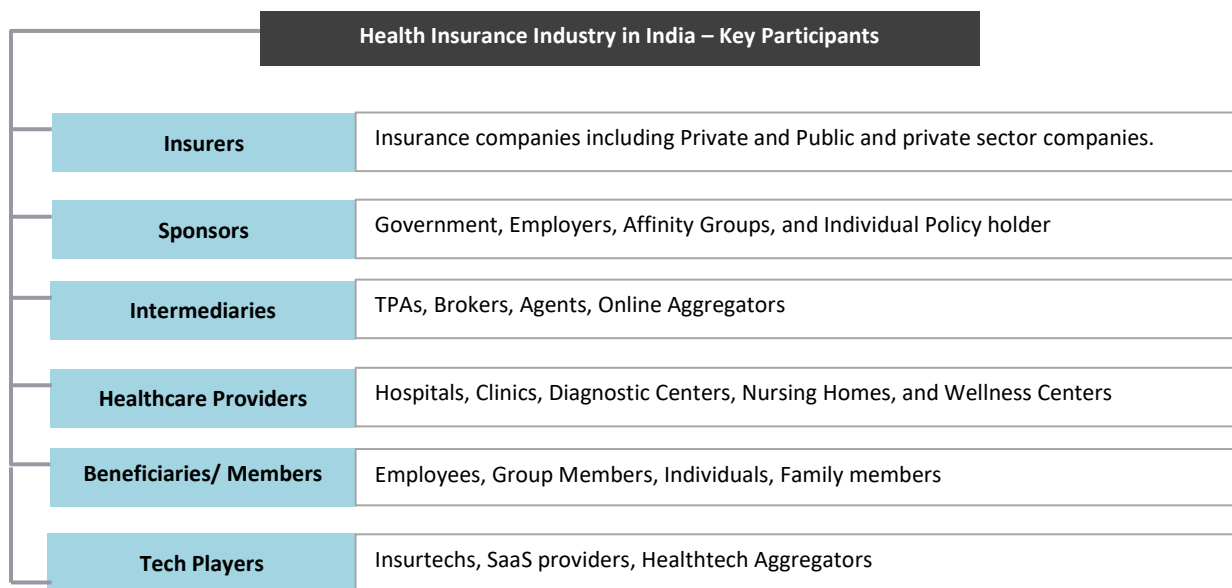 Health Insurance Industry in India – Key Participants
Insurers
Insurance companies including Private and Public and private sector companies.
Sponsors
Government, Employers, Affinity Groups, and Individual Policy holder
Intermediaries
TPAs, Brokers, Agents, Online Aggregators
Healthcare Providers
Hospitals, Clinics, Diagnostic Centers, Nursing Homes, and Wellness Centers
Beneficiaries/ Members
Employees, Group Members, Individuals, Family members
Tech Players
Insurtechs, SaaS providers, Healthtech Aggregators